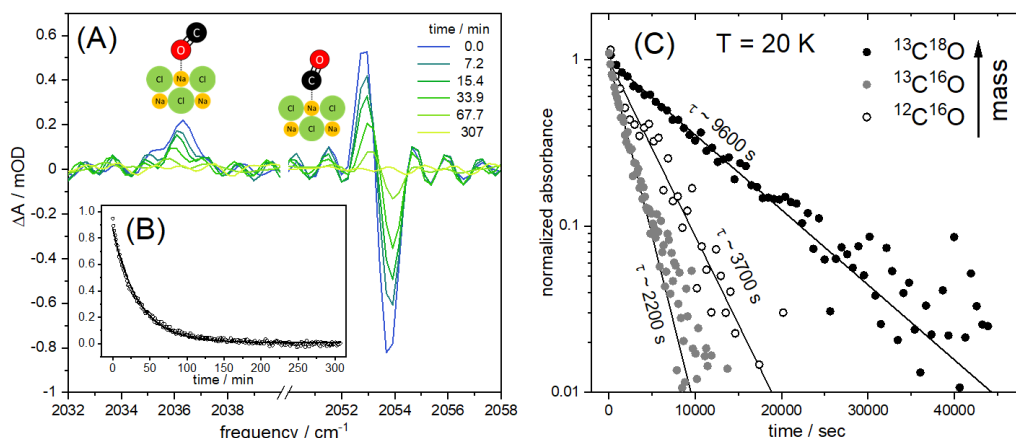 (A)
ΔA / mOD
0.6
0.4
0.2
0
-0.2
-0.4
-0.6
-0.8
-1
2032 2034 2036 2038 2052 2054 2056 2058
frequency / cm-1
C
O
Cl Na Cl
Na Cl Na
O
C
Cl Na Cl
Na Cl Na
time / min
0.0
7.2
15.4
33.9
67.7
307
(B)
1.0
0.8
0.6
0.4
0.2
0.0
0 50 100 150 200 250 300
time / min
(C)
T = 20 K
13C18O
13C16O
12C16O
mass
τ ~ 9600 s
τ ~ 3700 s
τ ~ 2200 s
normalized absorbance
1
0.1
0.01
0 10000 20000 30000 40000
time / sec